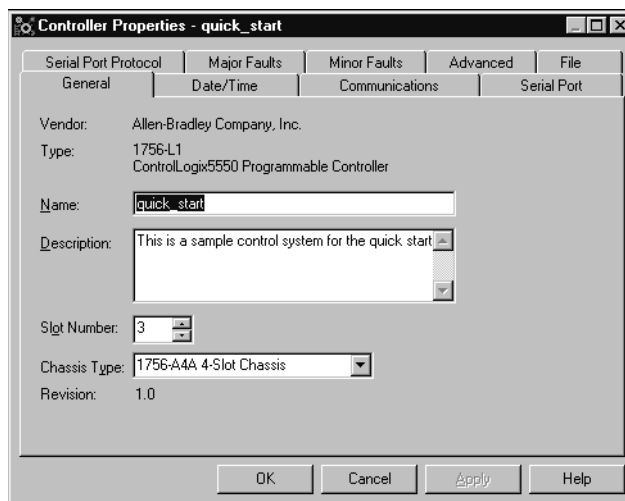 Controller Properties - quick_start
Serial Port Protocol
Major Faults
Minor Faults
Advanced
File
General
Date/Time
Communications
Serial Port
Vendor: Allen-Bradley Company, Inc.
Type: 1756-L1
ControlLogix5550 Programmable Controller
Name: quick_start
Description: This is a sample control system for the quick start
Slot Number: 3
Chassis Type: 1756-A4A 4-Slot Chassis
Revision: 1.0
OK
Cancel
Apply
Help